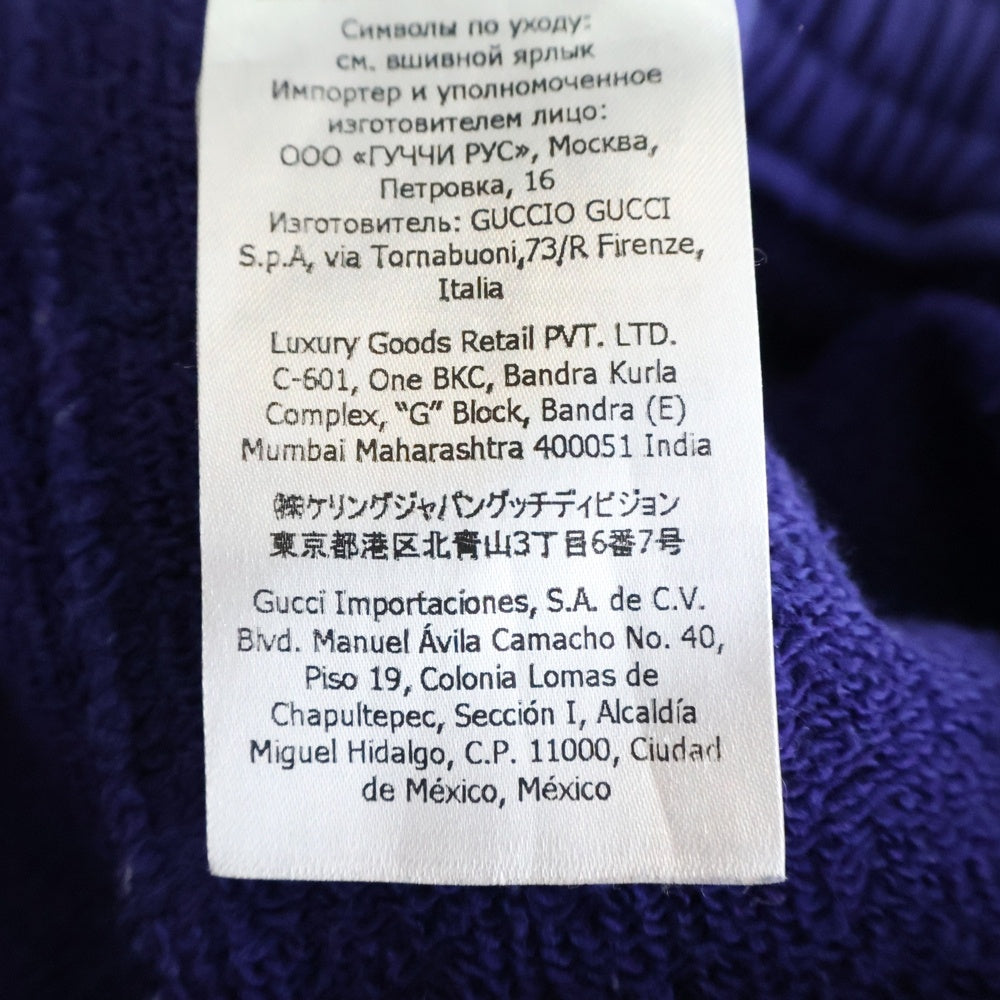 Символы по уходу:
см. вшивной ярлык
Импортер и уполномоченное
изготовителем лицо:
ООО «ГУЧЧИ РУС», Москва,
Петровка, 16
Изготовитель: GUCCIO GUCCI
S.p.A, via Tornabuoni,73/R Firenze,
Italia
Luxury Goods Retail PVT. LTD.
C-601, One BKC, Bandra Kurla
Complex, “G” Block, Bandra (E)
Mumbai Maharashtra 400051 India
㈱ケリングジャパングッチディビジョン
東京都港区北青山3丁目6番7号
Gucci Importaciones, S.A. de C.V.
Blvd. Manuel Ávila Camacho No. 40,
Piso 19, Colonia Lomas de
Chapultepec, Sección I, Alcaldía
Miguel Hidalgo, C.P. 11000, Ciudad
de México, México